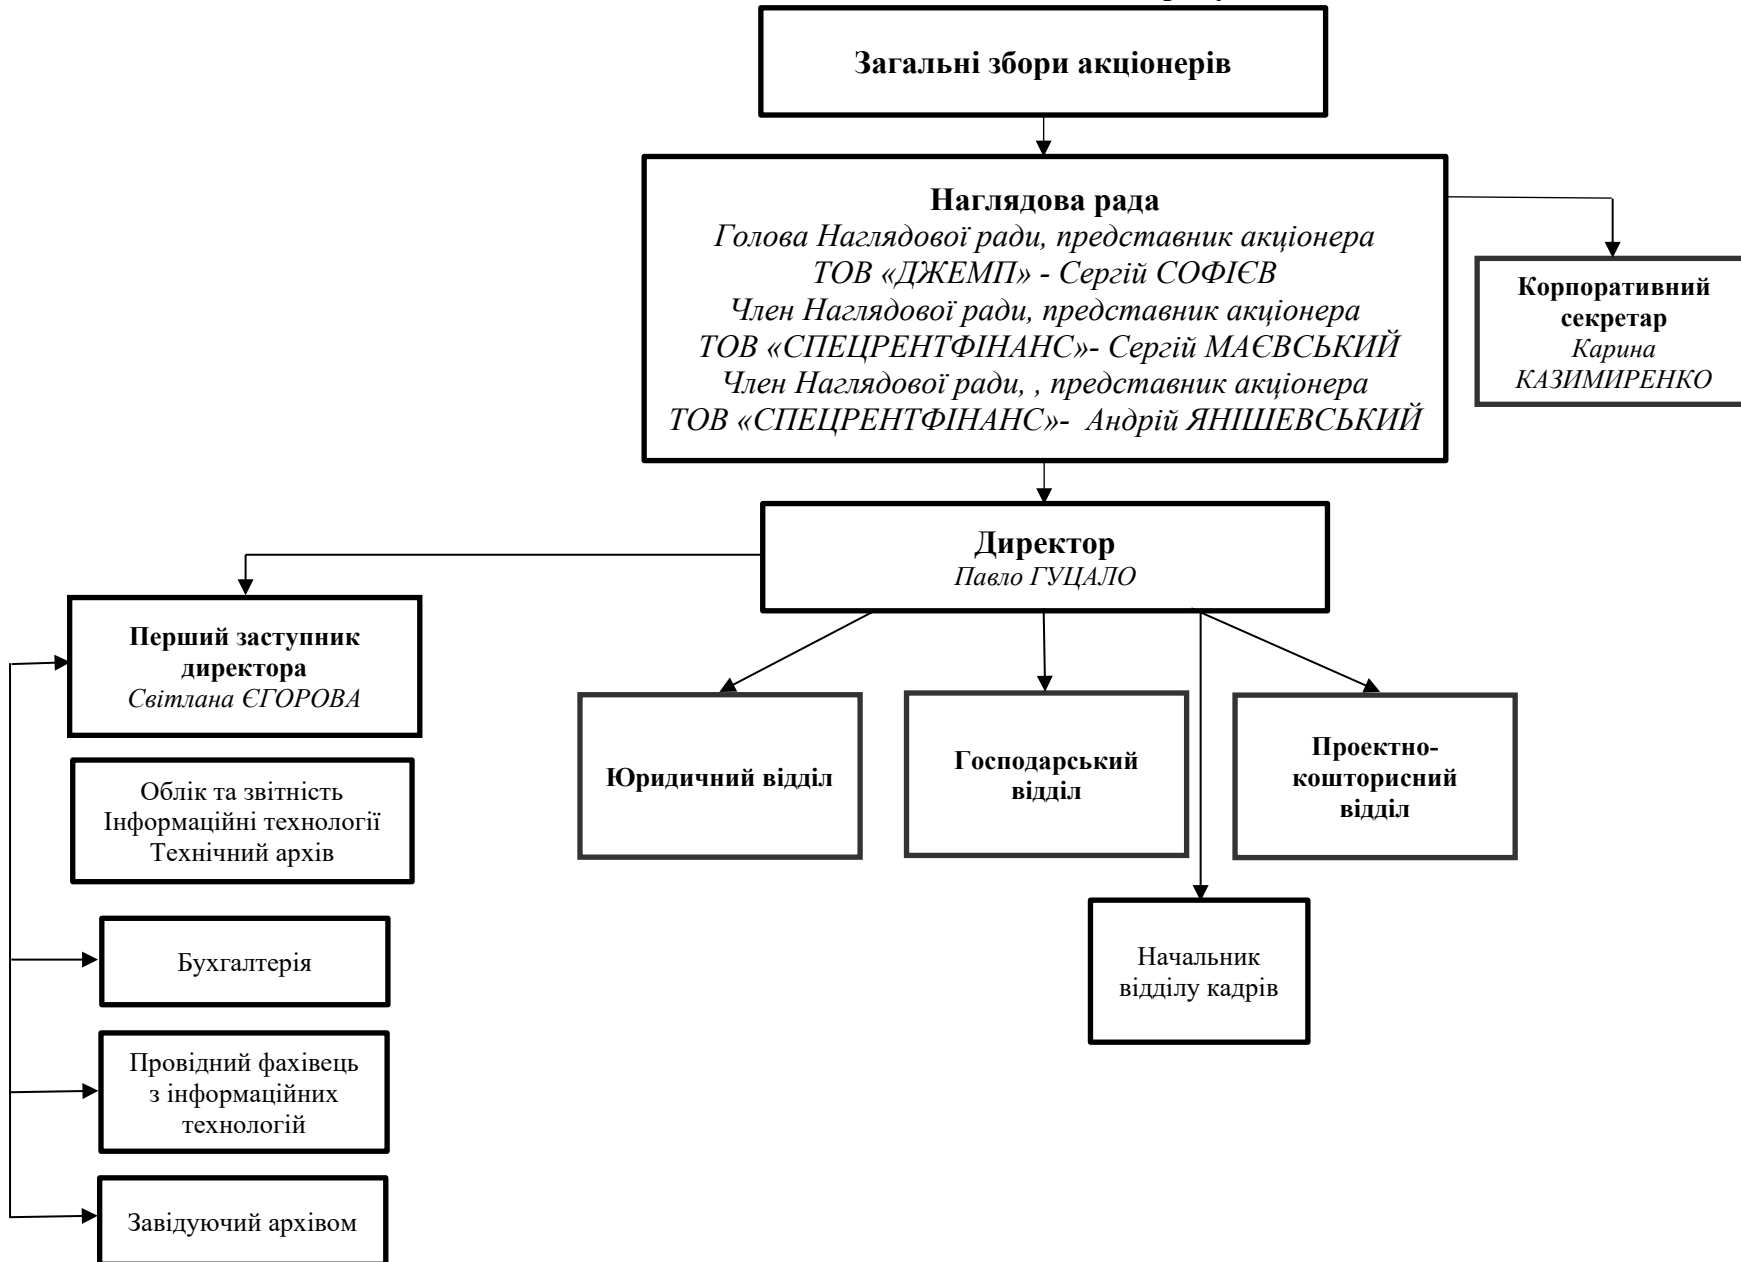 Загальні збори акціонерів
Наглядова рада
Голова Наглядової ради, представник акціонера
ТОВ «ДЖЕМП» - Сергій СОФІЄВ
Член Наглядової ради, представник акціонера
ТОВ «СПЕЦРЕНТФІНАНС»- Сергій МАЄВСЬКИЙ
Член Наглядової ради, , представник акціонера
ТОВ «СПЕЦРЕНТФІНАНС»- Андрій ЯНІШЕВСЬКИЙ
Корпоративний
секретар
Карина
КАЗИМИРЕНКО
Директор
Павло ГУЦАЛО
Перший заступник
директора
Світлана ЄГОРОВА
Юридичний відділ
Господарський
відділ
Проектно-
кошторисний
відділ
Облік та звітність
Інформаційні технології
Технічний архів
Бухгалтерія
Начальник
відділу кадрів
Провідний фахівець
з інформаційних
технологій
Завідуючий архівом